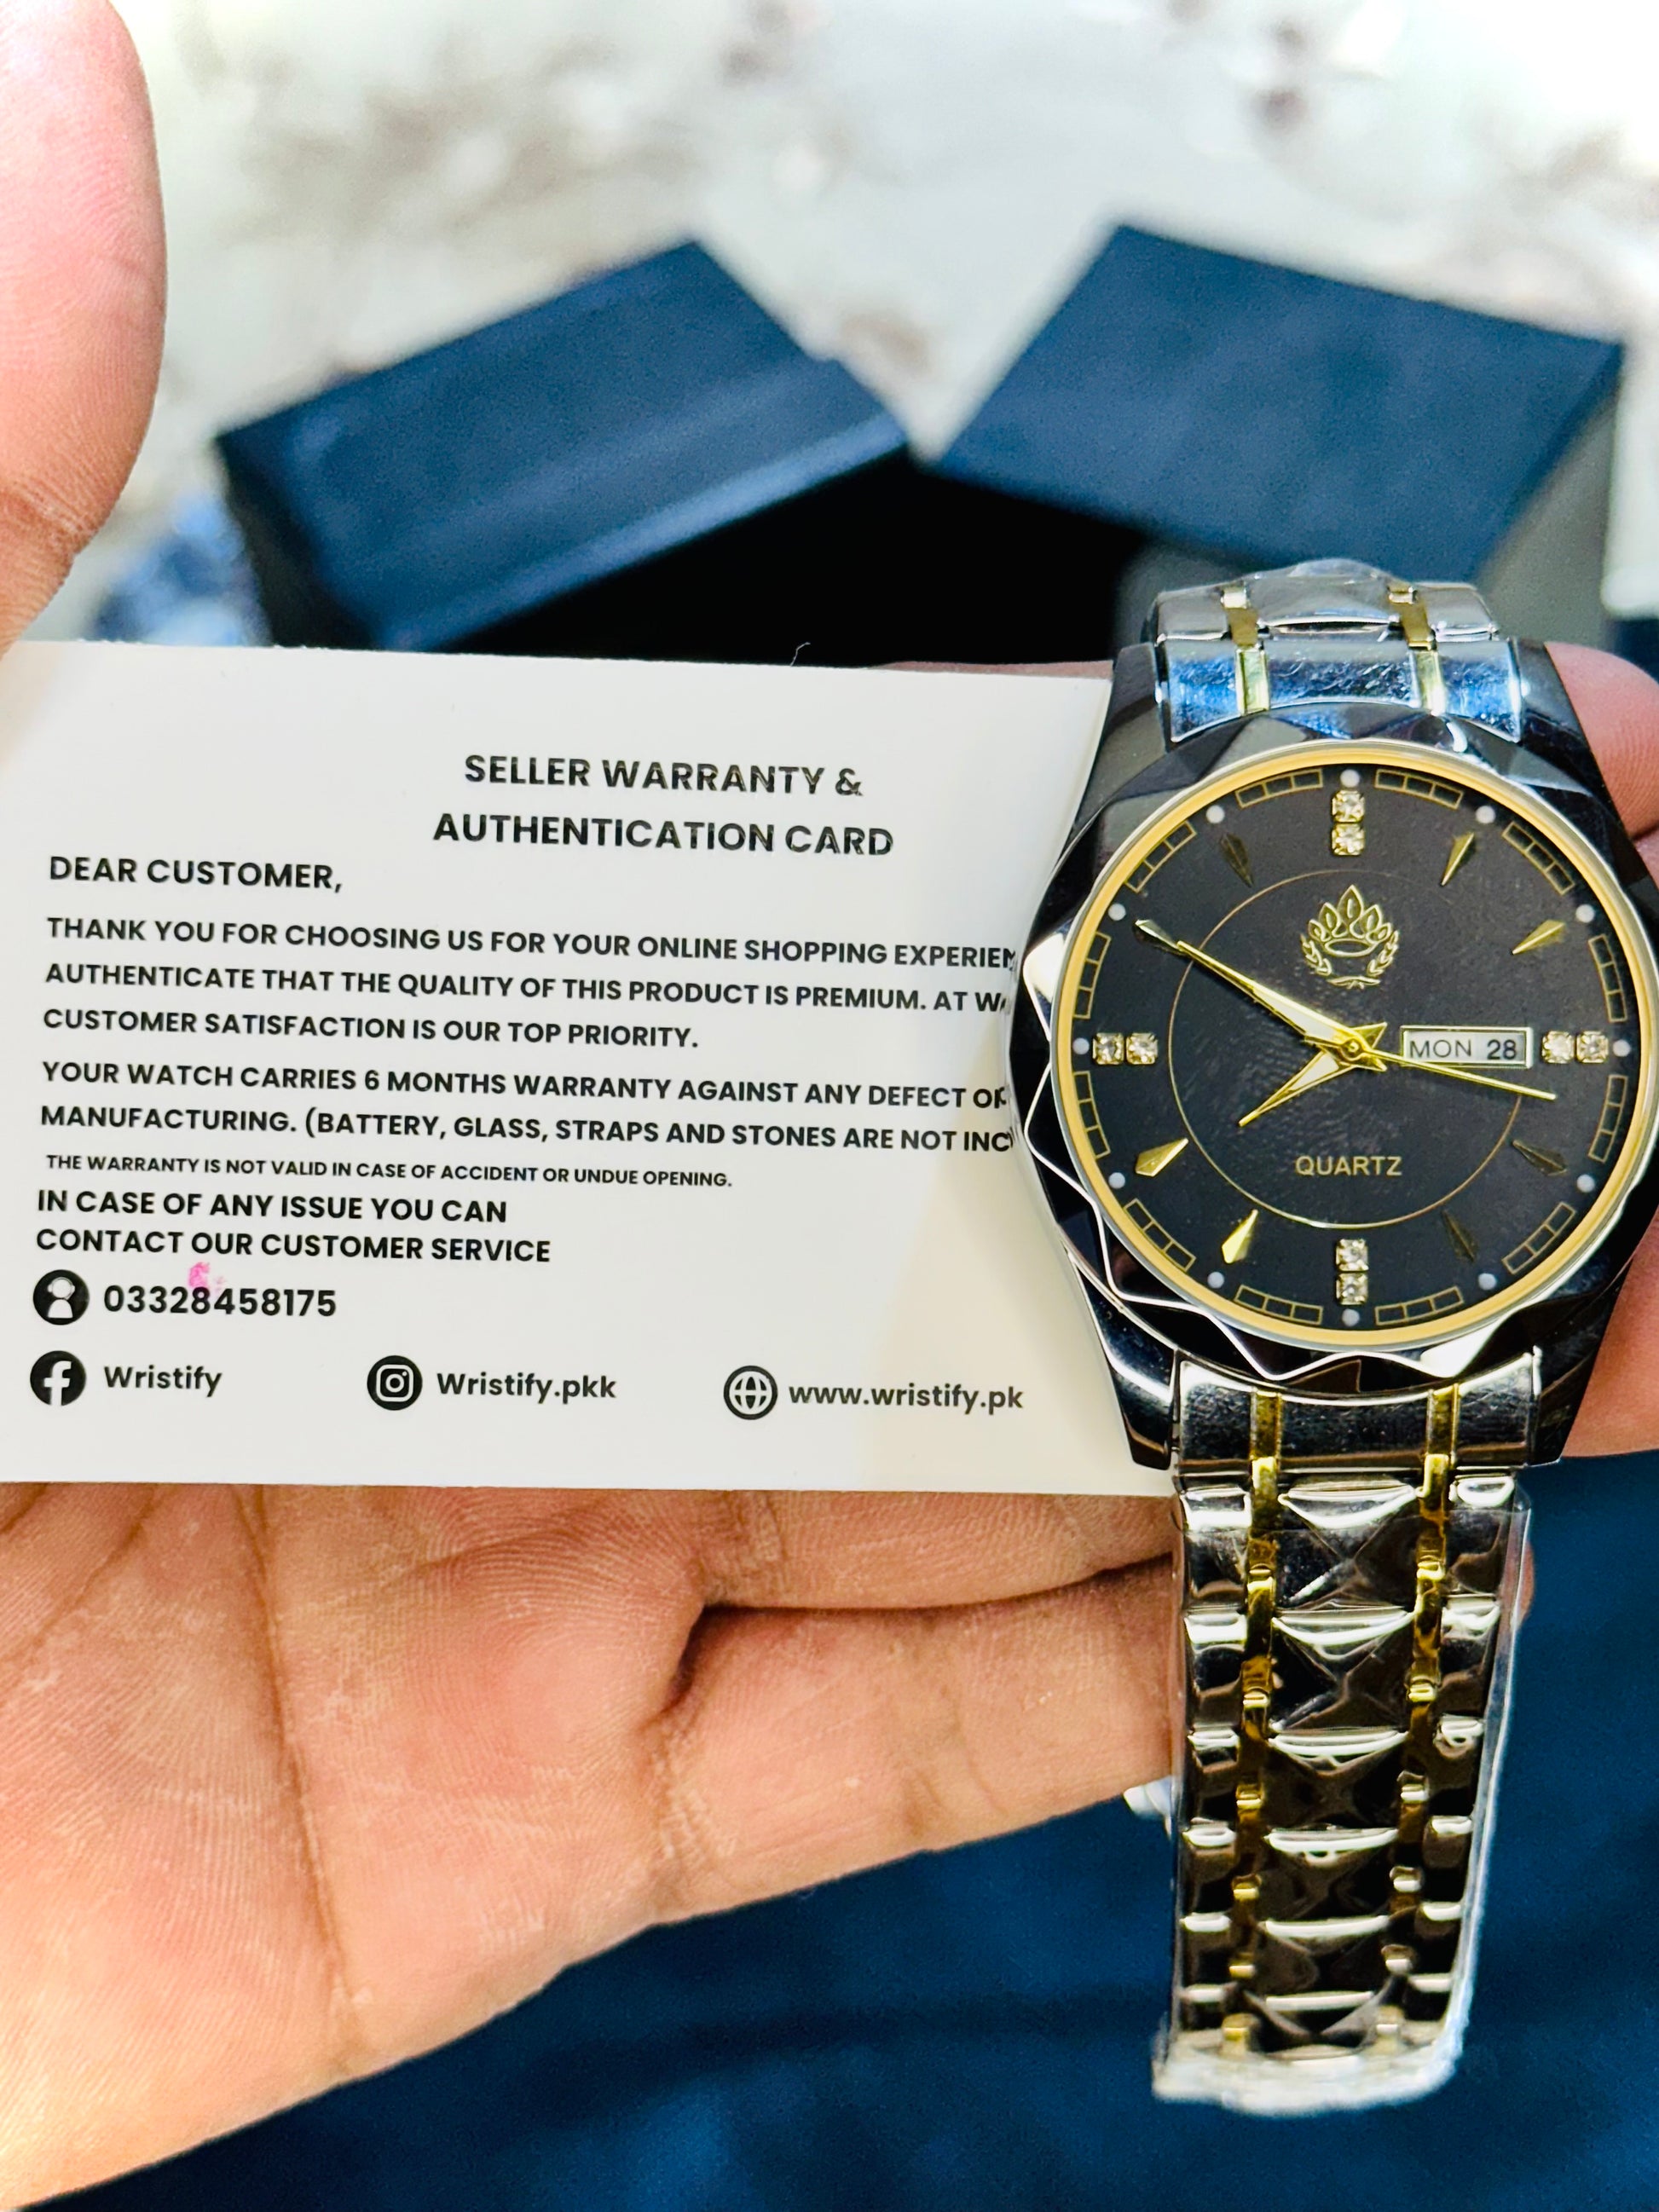 SELLER WARRANTY &
AUTHENTICATION CARD
DEAR CUSTOMER,
THANK YOU FOR CHOOSING US FOR YOUR ONLINE SHOPPING
AUTHENTICATE THAT THE QUALITY OF THIS PRODUCT IS PREMIUM. AT
CUSTOMER SATISFACTION IS OUR TOP PRIORITY.
YOUR WATCH CARRIES 6 MONTHS WARRANTY AGAINST ANY DEFECT
MANUFACTURING. (BATTERY, GLASS, STRAPS AND STONES ARE NOT
THE WARRANTY IS NOT VALID IN CASE OF ACCIDENT OR UNDUE OPENING.
IN CASE OF ANY ISSUE YOU CAN
CONTACT OUR CUSTOMER SERVICE
03328458175
Wristify
Wristify.pkk
www.wristify.pk
MON 28
QUARTZ